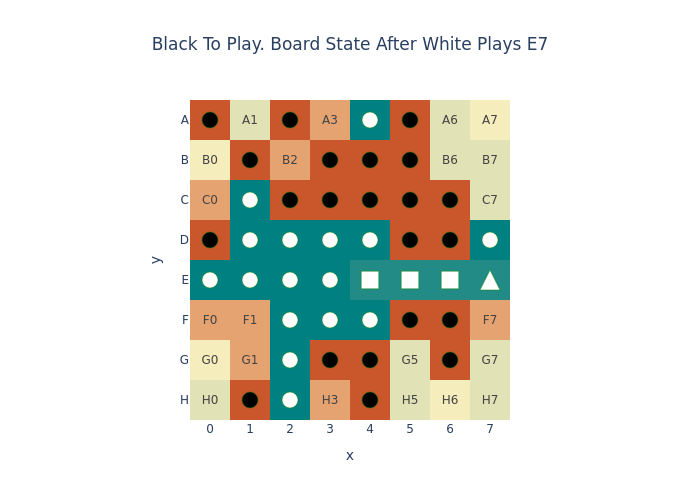 Black To Play. Board State After White Plays E7
A A1 A3 A6 A7
B B0 B2 B6 B7
C C0 C7
D
E
F F0 F1 F7
G G0 G1 G5 G7
H H0 H3 H5 H6 H7
0 1 2 3 4 5 6 7
x
y